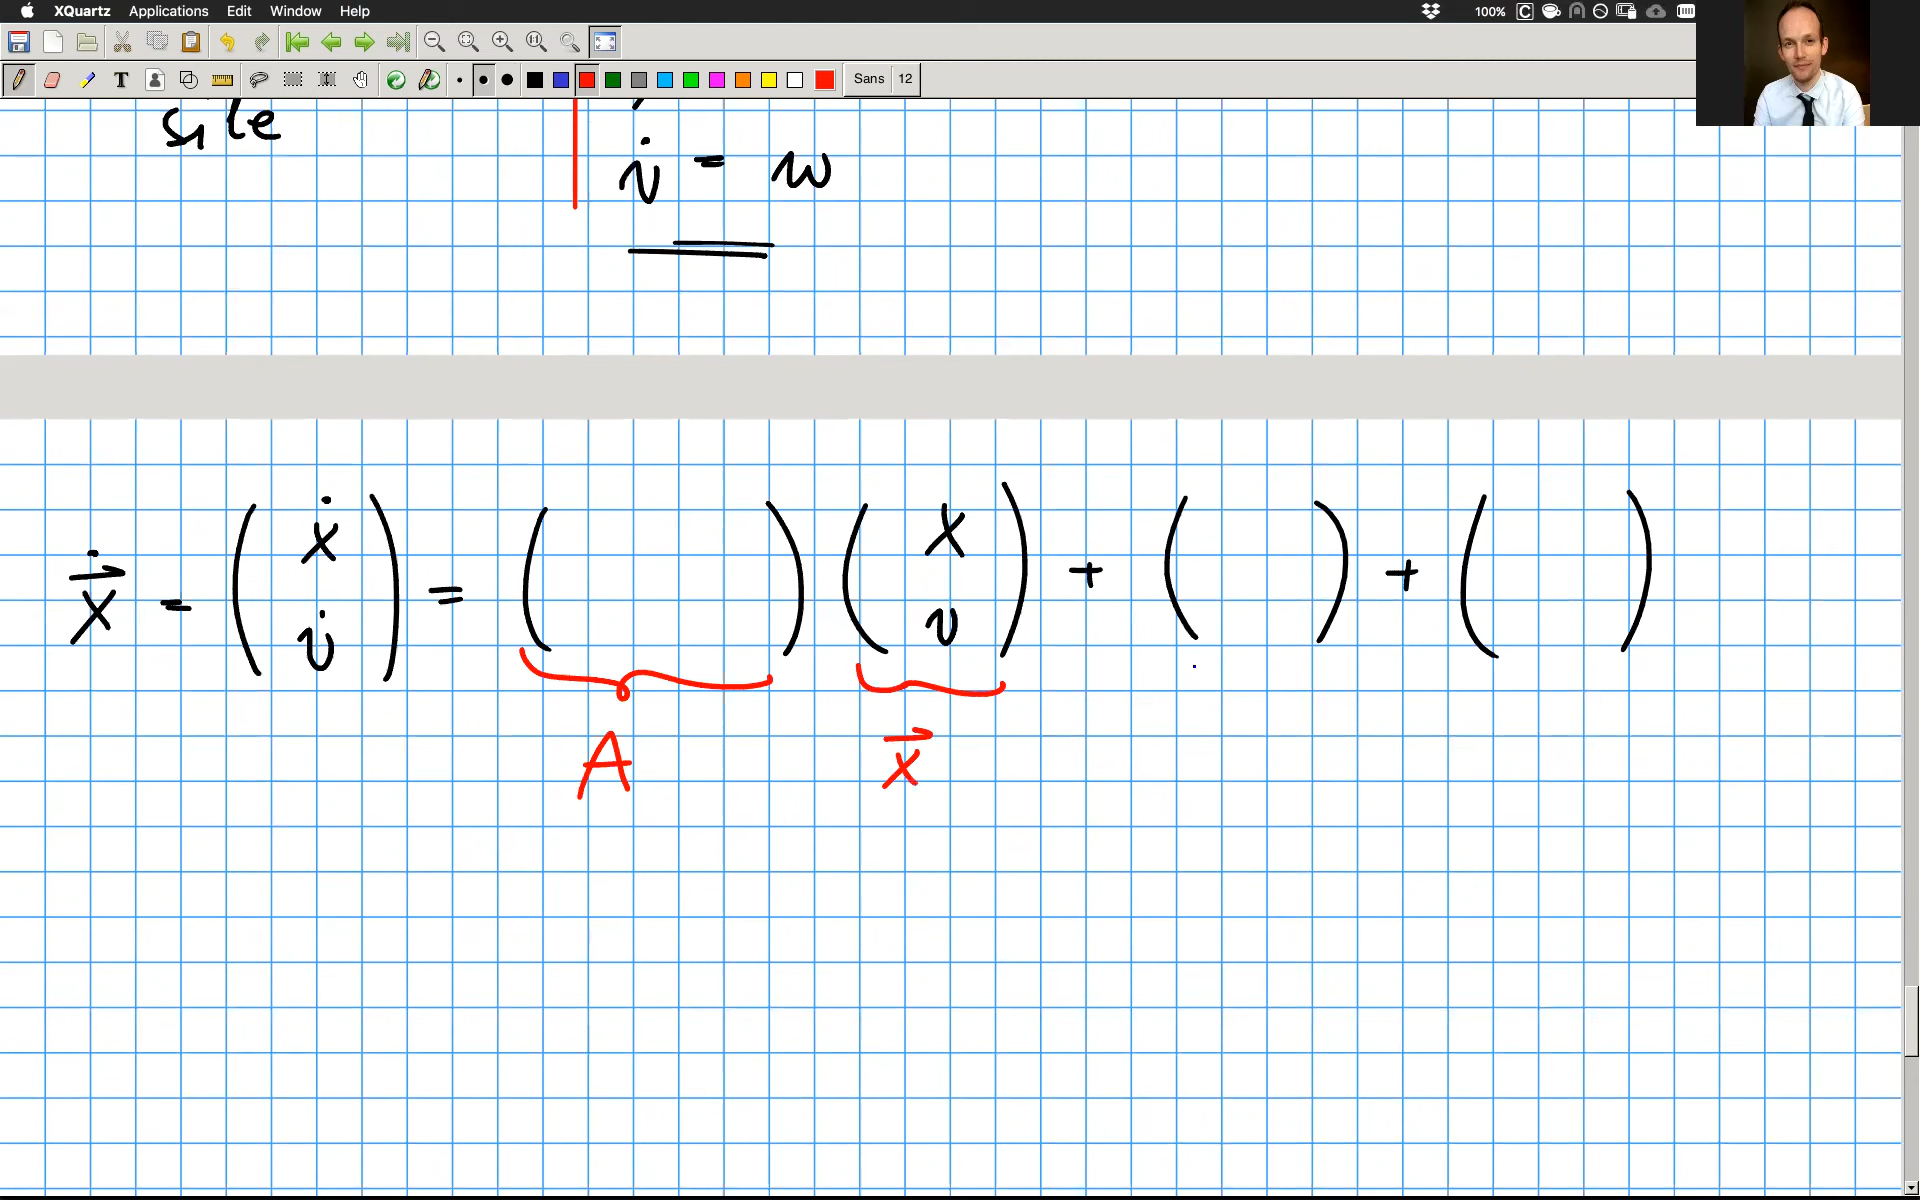 XQuartz Applications Edit Window Help 100%
Sans 12
v̇ = w
ẋ⃗ = ( ẋ v̇ ) = ( ) ( x v ) + ( ) + ( )
A x⃗